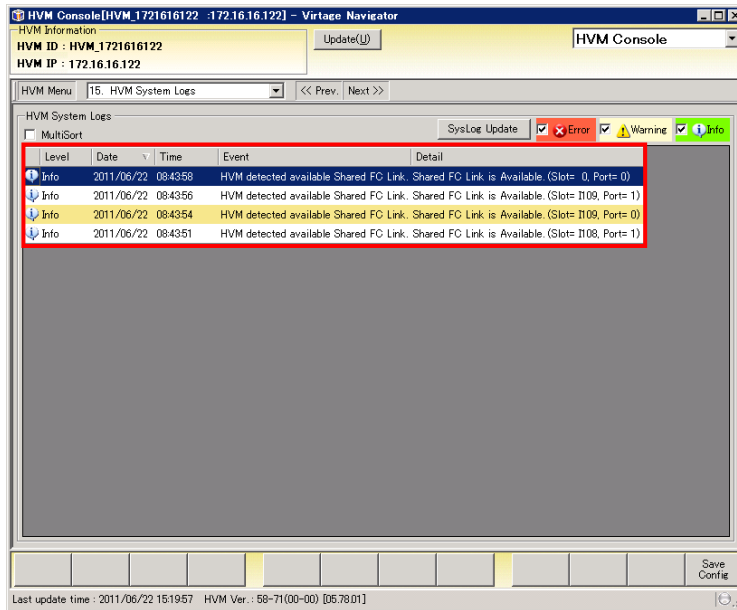 HVM Console[HVM_1721616122 :172.16.16.122] - Virtage Navigator
HVM Information
HVM ID : HVM_1721616122
HVM IP : 172.16.16.122
Update(U)
HVM Console
HVM Menu 15. HVM System Logs << Prev. Next >>
HVM System Logs
MultiSort
SysLog Update Error Warning Info
Level Date Time Event Detail
Info 2011/06/22 08:43:58 HVM detected available Shared FC Link. Shared FC Link is Available. (Slot= 0, Port= 0)
Info 2011/06/22 08:43:56 HVM detected available Shared FC Link. Shared FC Link is Available. (Slot= I109, Port= 1)
Info 2011/06/22 08:43:54 HVM detected available Shared FC Link. Shared FC Link is Available. (Slot= I109, Port= 0)
Info 2011/06/22 08:43:51 HVM detected available Shared FC Link. Shared FC Link is Available. (Slot= I108, Port= 1)
Save
Config
Last update time : 2011/06/22 15:19:57 HVM Ver. : 58-71(00-00) [05.78.01]